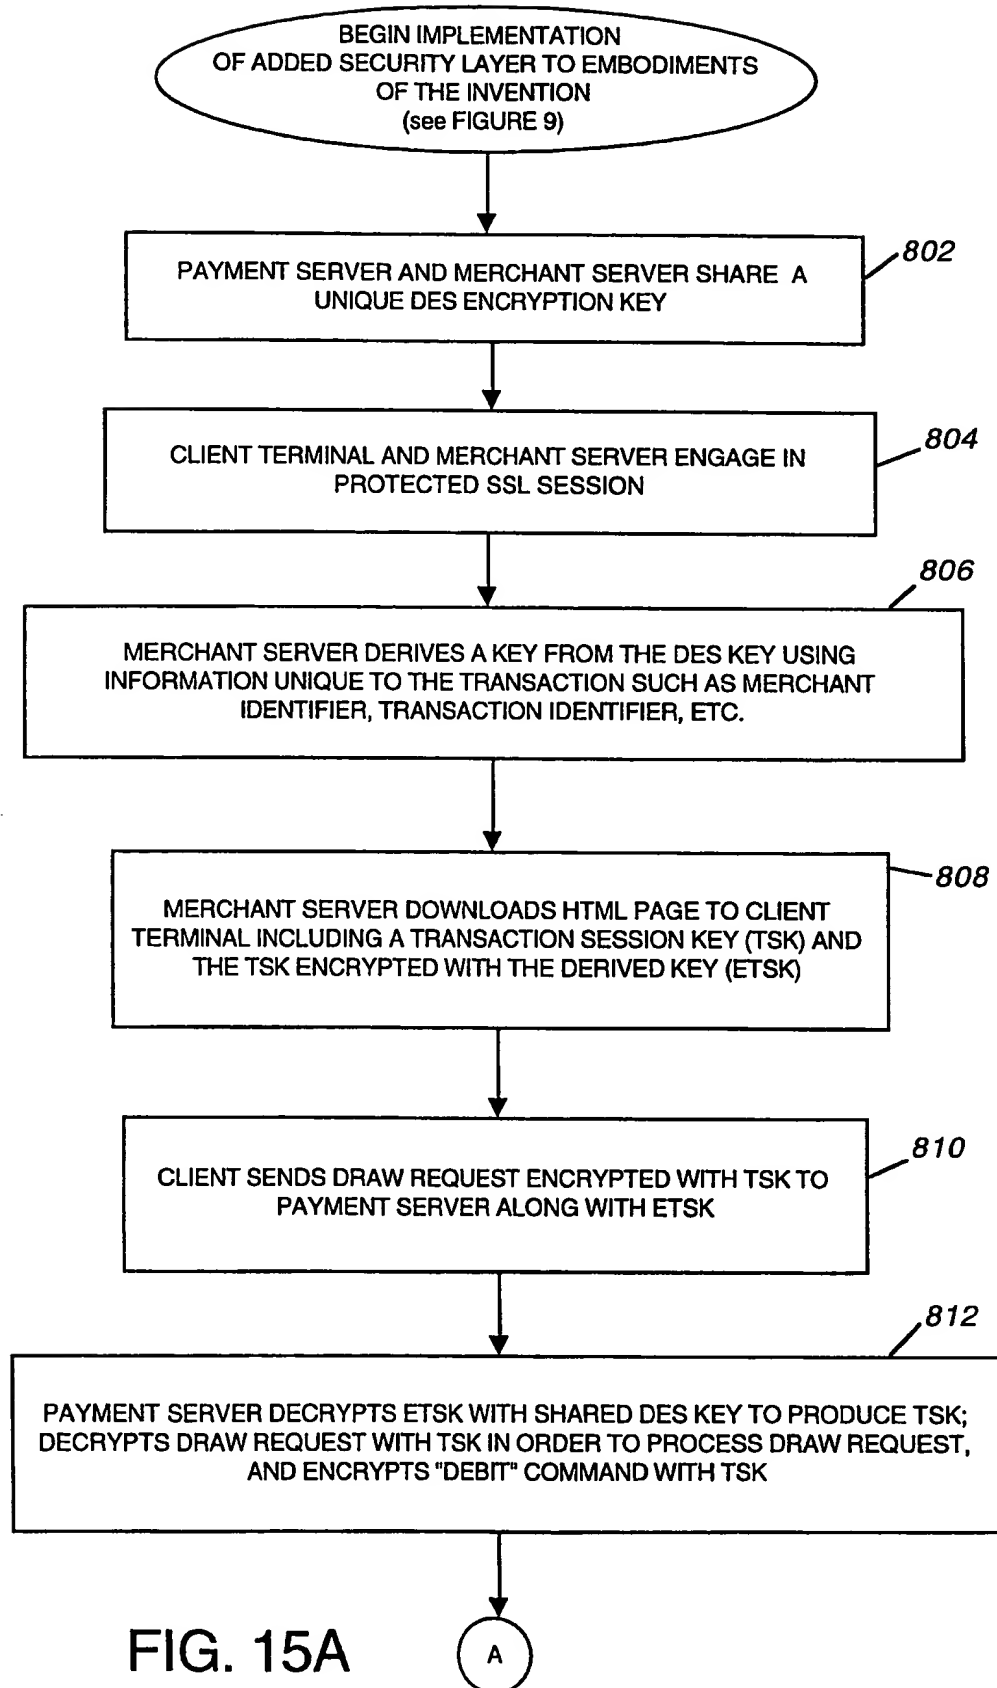 BEGIN IMPLEMENTATION
OF ADDED SECURITY LAYER TO EMBODIMENTS
OF THE INVENTION
(see FIGURE 9)
802
PAYMENT SERVER AND MERCHANT SERVER SHARE A
UNIQUE DES ENCRYPTION KEY
804
CLIENT TERMINAL AND MERCHANT SERVER ENGAGE IN
PROTECTED SSL SESSION
806
MERCHANT SERVER DERIVES A KEY FROM THE DES KEY USING
INFORMATION UNIQUE TO THE TRANSACTION SUCH AS MERCHANT
IDENTIFIER, TRANSACTION IDENTIFIER, ETC.
808
MERCHANT SERVER DOWNLOADS HTML PAGE TO CLIENT
TERMINAL INCLUDING A TRANSACTION SESSION KEY (TSK) AND
THE TSK ENCRYPTED WITH THE DERIVED KEY (ETSK)
810
CLIENT SENDS DRAW REQUEST ENCRYPTED WITH TSK TO
PAYMENT SERVER ALONG WITH ETSK
812
PAYMENT SERVER DECRYPTS ETSK WITH SHARED DES KEY TO PRODUCE TSK;
DECRYPTS DRAW REQUEST WITH TSK IN ORDER TO PROCESS DRAW REQUEST,
AND ENCRYPTS "DEBIT" COMMAND WITH TSK
FIG. 15A
A